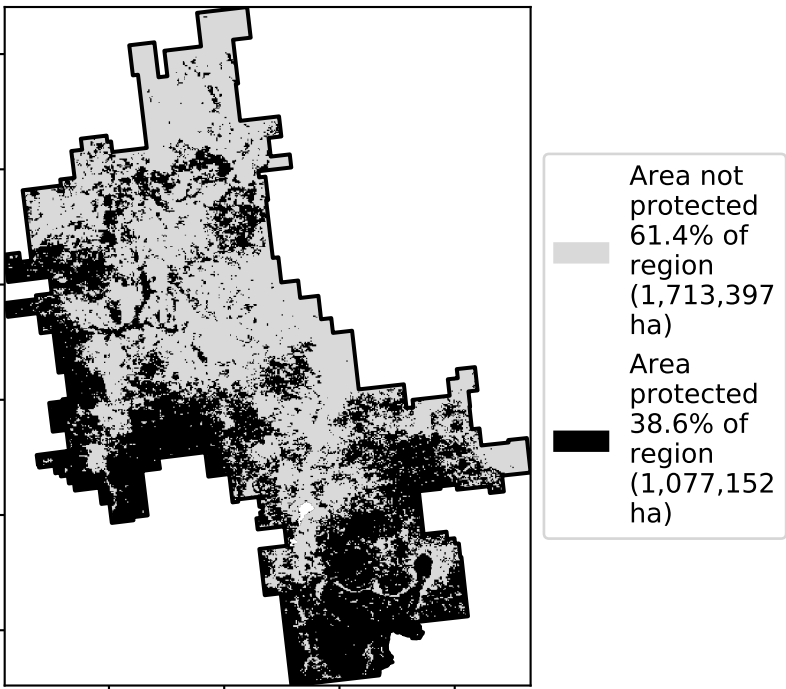 Area not
protected
61.4% of
region
(1,713,397
ha)
Area
protected
38.6% of
region
(1,077,152
ha)